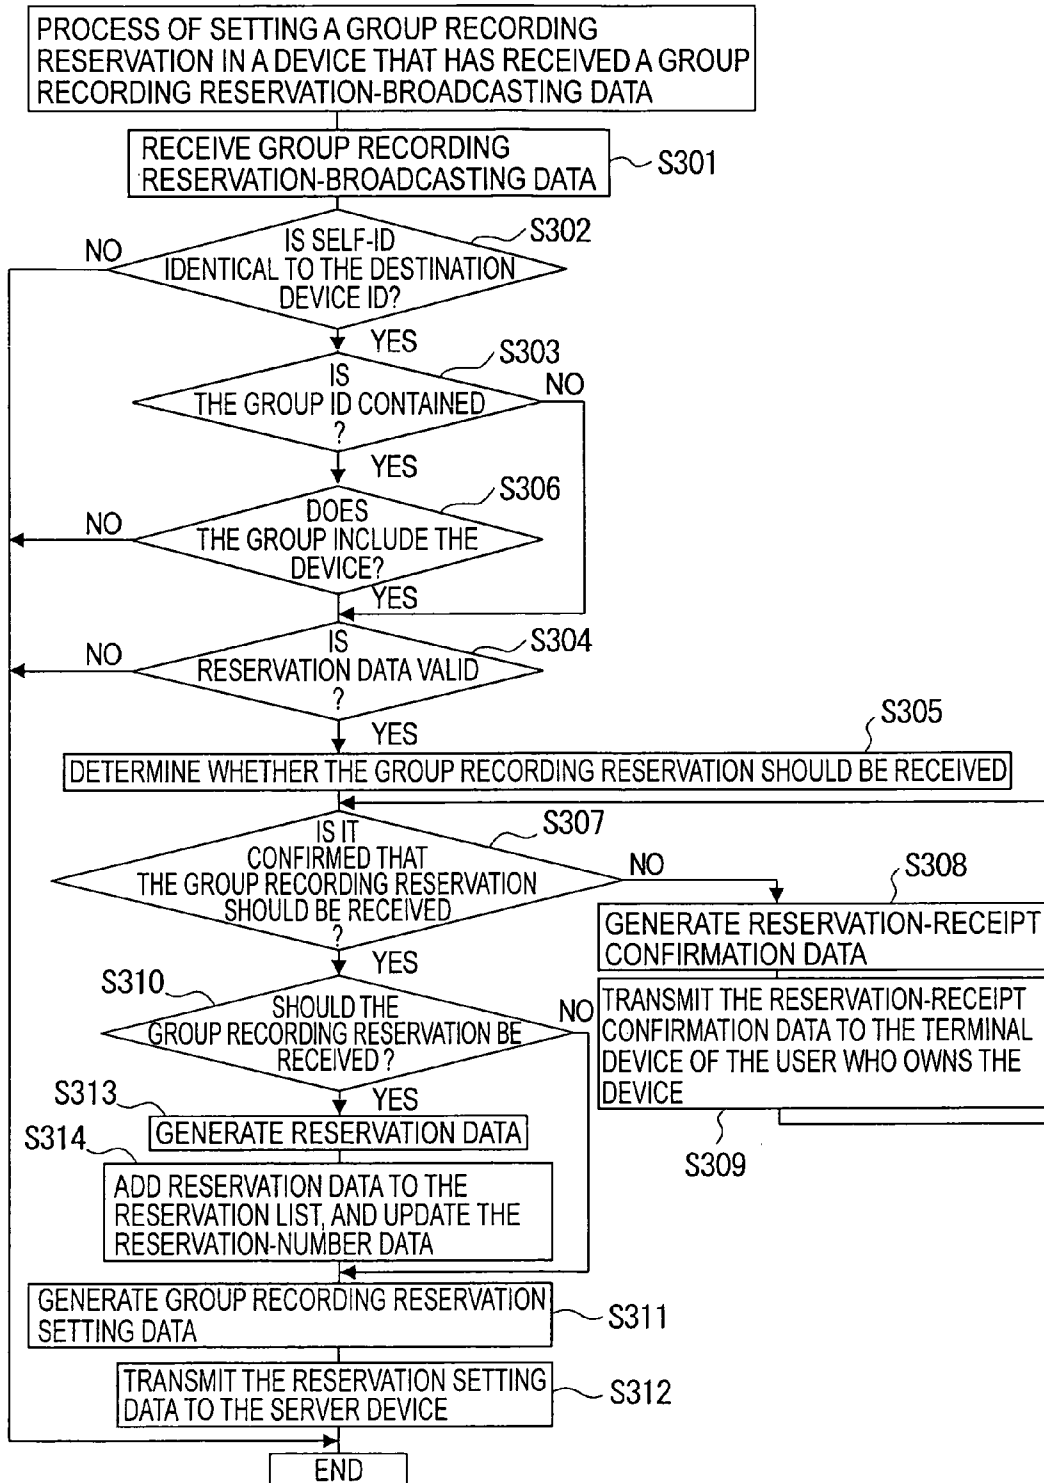 PROCESS OF SETTING A GROUP RECORDING
RESERVATION IN A DEVICE THAT HAS RECEIVED A GROUP
RECORDING RESERVATION-BROADCASTING DATA
RECEIVE GROUP RECORDING
RESERVATION-BROADCASTING DATA
S301
S302
NO
IS SELF-ID
IDENTICAL TO THE DESTINATION
DEVICE ID?
YES
S303
IS
THE GROUP ID CONTAINED
?
NO
YES
S306
DOES
THE GROUP INCLUDE THE
DEVICE?
NO
YES
S304
IS
RESERVATION DATA VALID
?
NO
YES
S305
DETERMINE WHETHER THE GROUP RECORDING RESERVATION SHOULD BE RECEIVED
S307
IS IT
CONFIRMED THAT
THE GROUP RECORDING RESERVATION
SHOULD BE RECEIVED
?
NO
YES
S308
GENERATE RESERVATION-RECEIPT
CONFIRMATION DATA
TRANSMIT THE RESERVATION-RECEIPT
CONFIRMATION DATA TO THE TERMINAL
DEVICE OF THE USER WHO OWNS THE
DEVICE
S309
S310
SHOULD THE
GROUP RECORDING RESERVATION BE
RECEIVED ?
NO
YES
S313
GENERATE RESERVATION DATA
S314
ADD RESERVATION DATA TO THE
RESERVATION LIST, AND UPDATE THE
RESERVATION-NUMBER DATA
GENERATE GROUP RECORDING RESERVATION
SETTING DATA
S311
TRANSMIT THE RESERVATION SETTING
DATA TO THE SERVER DEVICE
S312
END